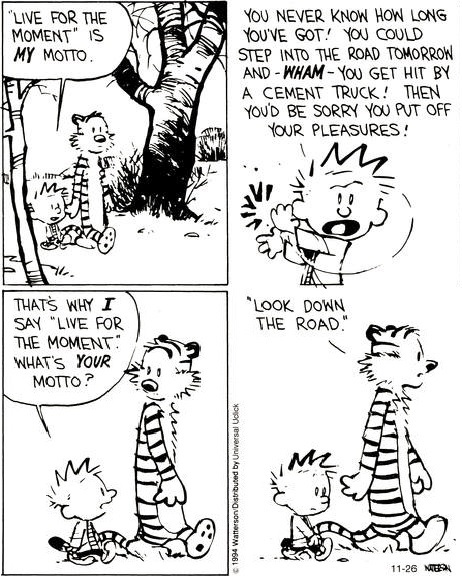 "LIVE FOR THE
MOMENT" IS
MY MOTTO.
YOU NEVER KNOW HOW LONG
YOU'VE GOT! YOU COULD
STEP INTO THE ROAD TOMORROW
AND - WHAM - YOU GET HIT BY
A CEMENT TRUCK! THEN
YOU'D BE SORRY YOU PUT OFF
YOUR PLEASURES!
THAT'S WHY I
SAY "LIVE FOR
THE MOMENT."
WHAT'S YOUR
MOTTO?
© 1994 Watterson/Distributed by Universal Uclick
"LOOK DOWN
THE ROAD."
11-26 WATTERSON